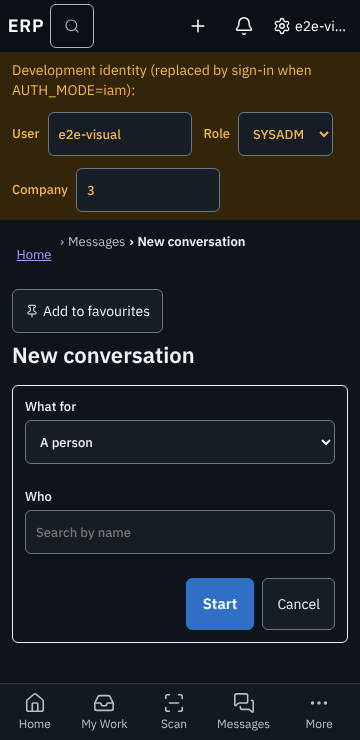 ERP
e2e-vi...
Development identity (replaced by sign-in when
AUTH_MODE=iam):
User e2e-visual Role SYSADM
Company 3
Home › Messages › New conversation
Add to favourites
New conversation
What for
A person
Who
Search by name
Start Cancel
Home My Work Scan Messages More